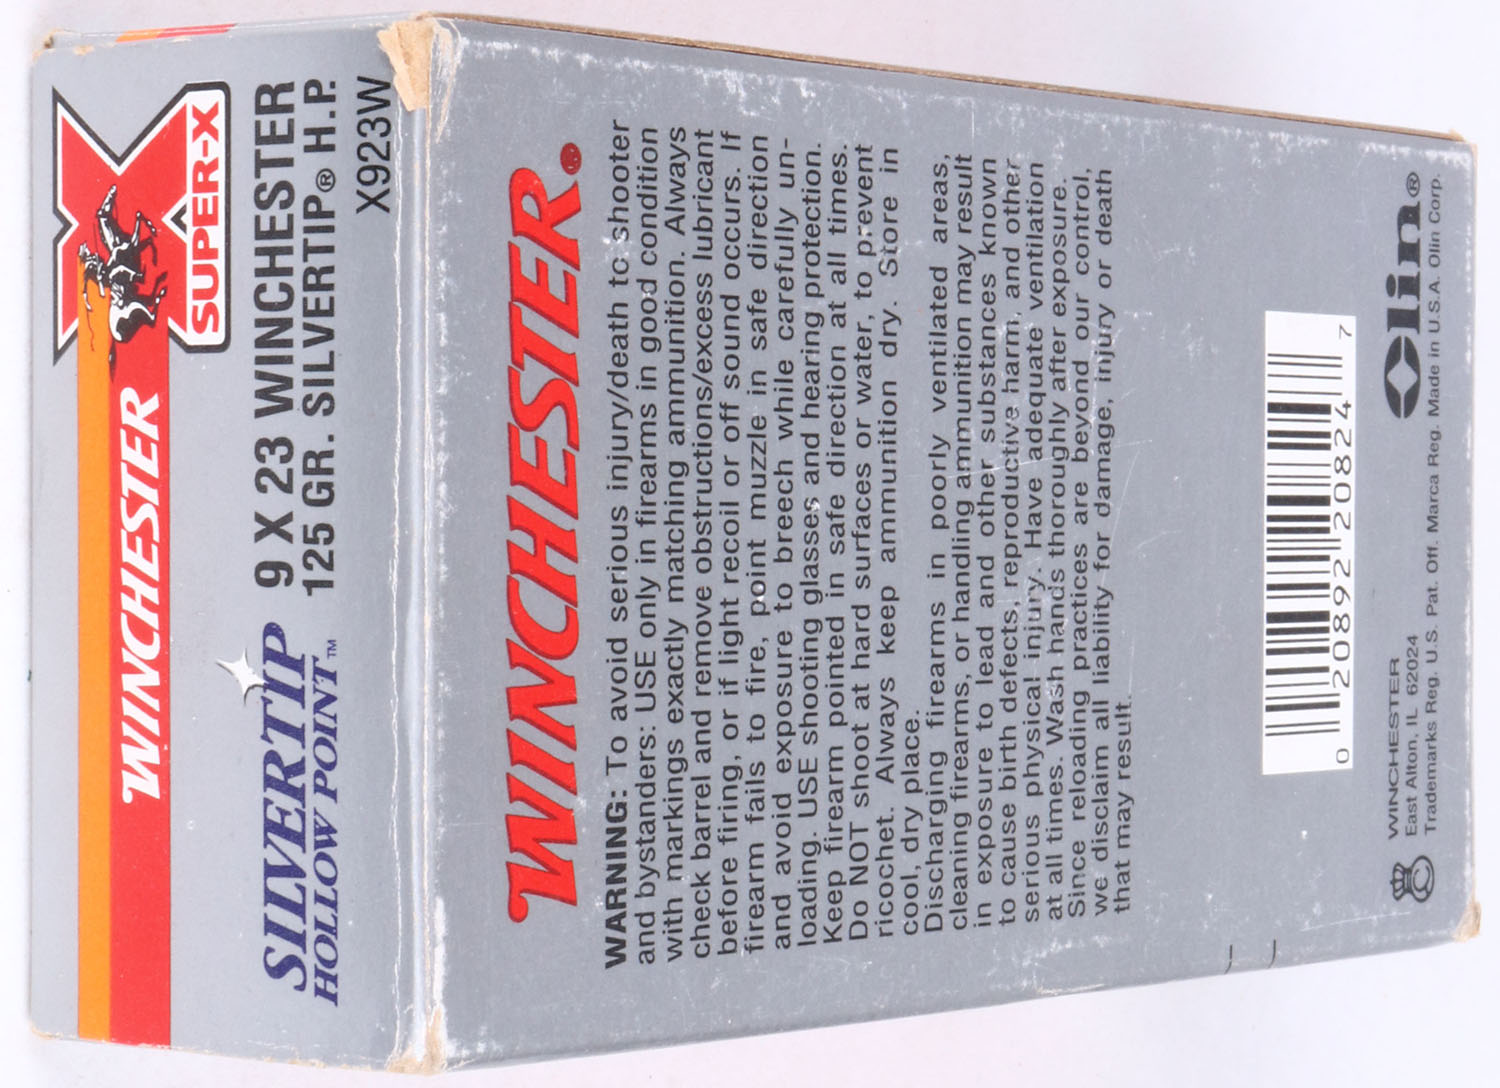 WINCHESTER
SUPER-X
SILVERTIP
HOLLOW POINT™
9 X 23 WINCHESTER
125 GR. SILVERTIP® H.P.
X923W
WINCHESTER®
WARNING: To avoid serious injury/death to shooter
and bystanders: USE only in firearms in good condition
with markings exactly matching ammunition. Always
check barrel and remove obstructions/excess lubricant
before firing, or if light recoil or off sound occurs. If
firearm fails to fire, point muzzle in safe direction
and avoid exposure to breech while carefully un-
loading. USE shooting glasses and hearing protection.
Keep firearm pointed in safe direction at all times.
Do NOT shoot at hard surfaces or water, to prevent
ricochet. Always keep ammunition dry. Store in
cool, dry place.
Discharging firearms in poorly ventilated areas,
cleaning firearms, or handling ammunition may result
in exposure to lead and other substances known
to cause birth defects, reproductive harm, and other
serious physical injury. Have adequate ventilation
at all times. Wash hands thoroughly after exposure.
Since reloading practices are beyond our control,
we disclaim all liability for damage, injury or death
that may result.
0 20892 20824 7
WINCHESTER
East Alton, IL 62024
Trademarks Reg. U.S. Pat. Off. Marca Reg. Made in U.S.A. Olin Corp.
Olin®